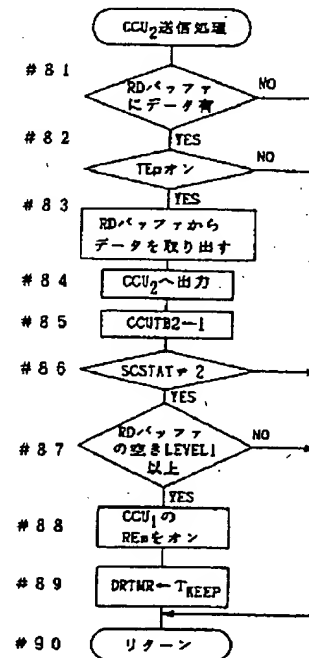 CCU₂送信処理
#81
RDバッファ
にデータ有
NO
YES
#82
TEnオン
NO
YES
#83
RDバッファから
データを取り出す
#84
CCU₂へ出力
#85
CCUTB2←1
#86
SCSTAT≠2
YES
#87
RDバッファ
の空きLEVEL1
以上
NO
YES
#88
CCU₁の
REmをオン
#89
DRTMR←T_KEEP
#90
リターン